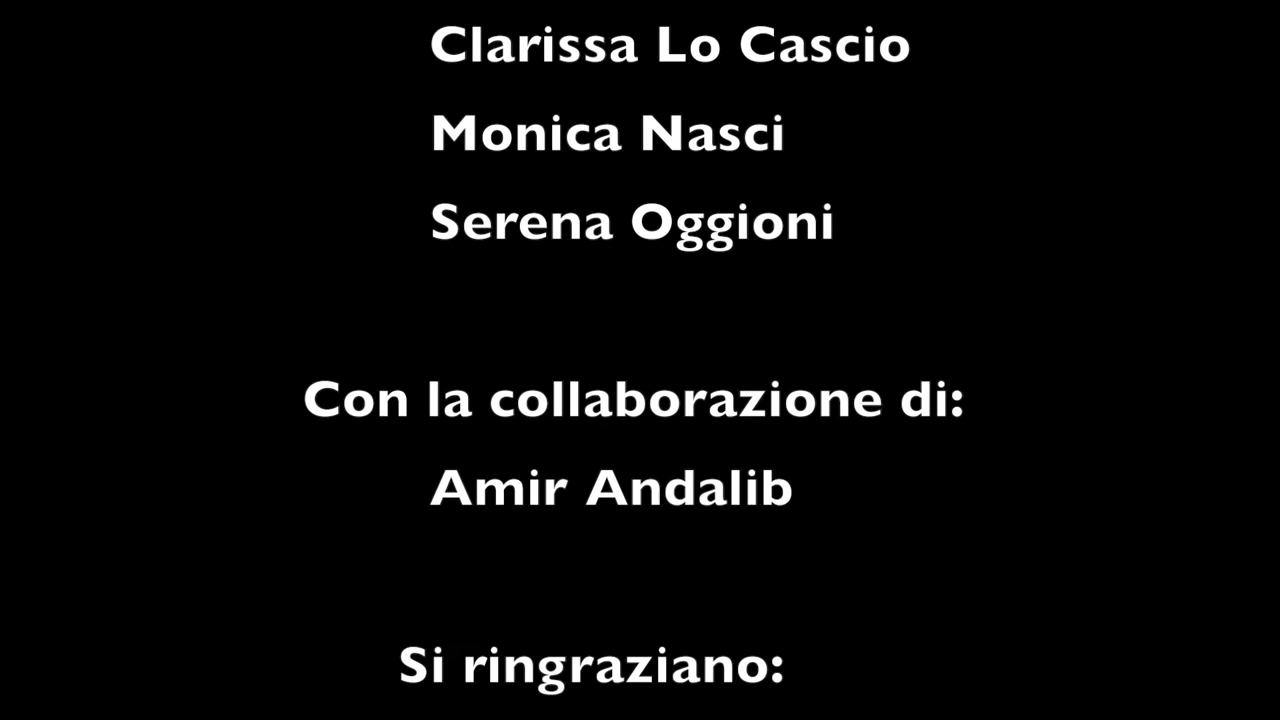 Clarissa Lo Cascio
Monica Nasci
Serena Oggioni
Con la collaborazione di:
Amir Andalib
Si ringraziano: